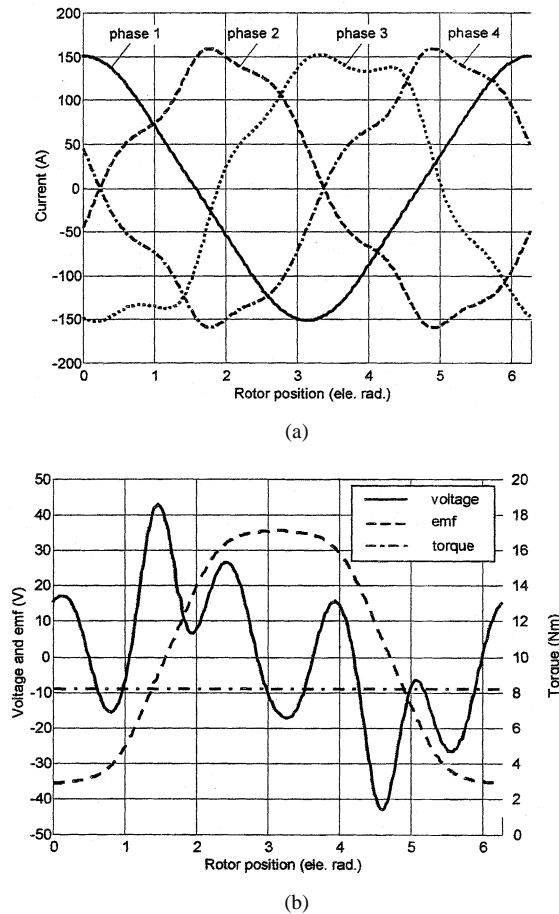 phase 1 phase 2 phase 3 phase 4
200
150
100
50
0
-50
-100
-150
-200
Current (A)
0 1 2 3 4 5 6
Rotor position (ele. rad.)
(a)
50
40
30
20
10
0
-10
-20
-30
-40
-50
Voltage and emf (V)
voltage
emf
torque
20
18
16
14
12
10
8
6
4
2
0
Torque (Nm)
0 1 2 3 4 5 6
Rotor position (ele. rad.)
(b)